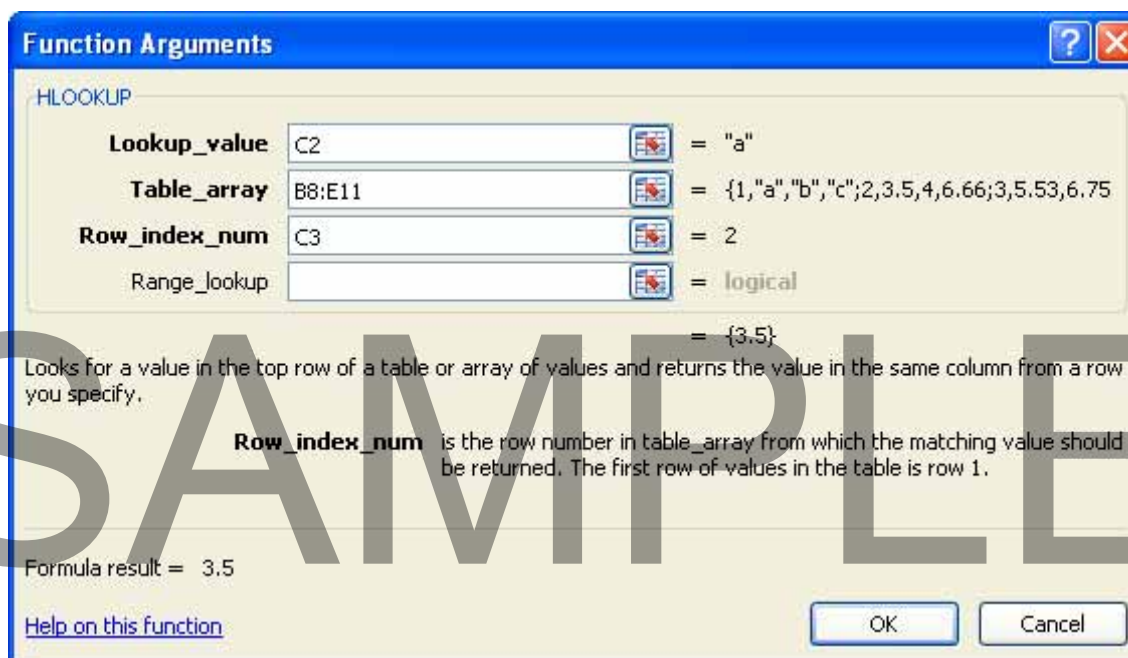 Function Arguments
HLOOKUP
Lookup_value C2 = "a"
Table_array B8:E11 = {1,"a","b","c";2,3.5,4,6.66;3,5.53,6.75
Row_index_num C3 = 2
Range_lookup = logical
= {3.5}
Looks for a value in the top row of a table or array of values and returns the value in the same column from a row
you specify.
Row_index_num is the row number in table_array from which the matching value should
be returned. The first row of values in the table is row 1.
SAMPLE
Formula result = 3.5
Help on this function
OK Cancel